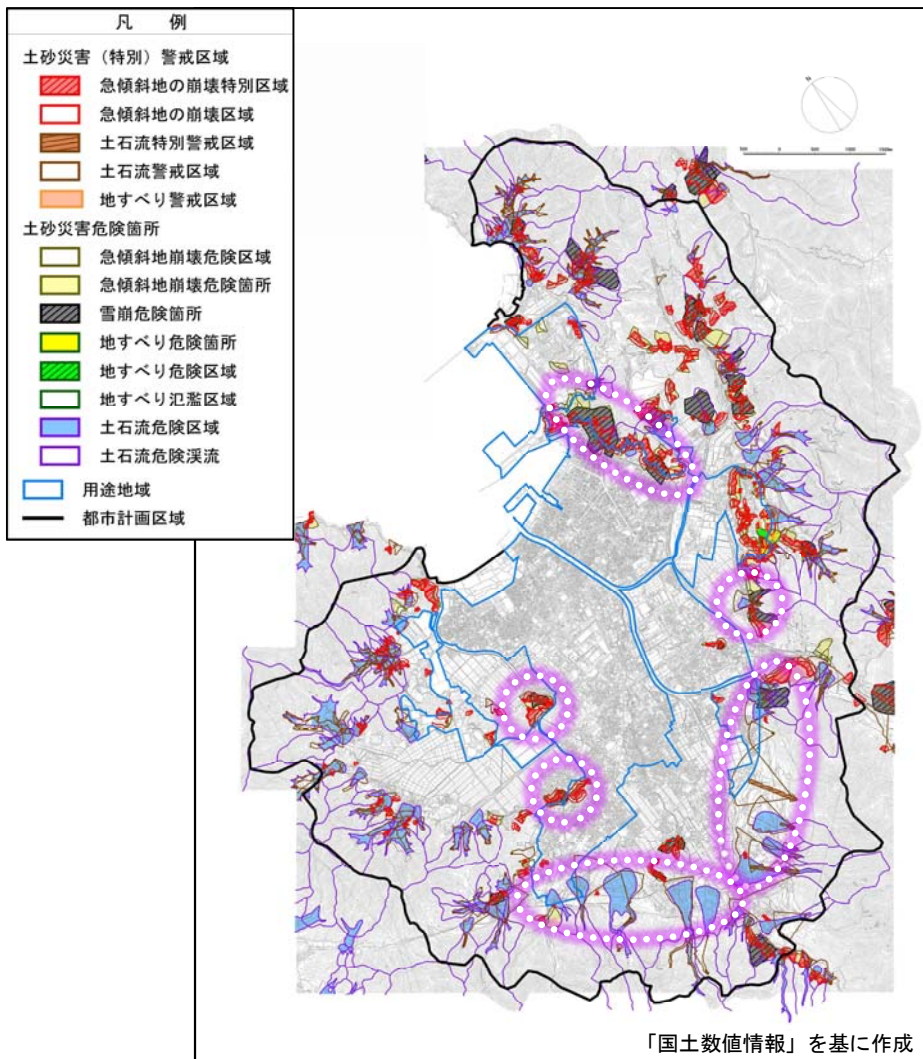 凡　例
土砂災害（特別）警戒区域
急傾斜地の崩壊特別区域
急傾斜地の崩壊区域
土石流特別警戒区域
土石流警戒区域
地すべり警戒区域
土砂災害危険箇所
急傾斜地崩壊危険区域
急傾斜地崩壊危険箇所
雪崩危険箇所
地すべり危険箇所
地すべり危険区域
地すべり氾濫区域
土石流危険区域
土石流危険渓流
用途地域
都市計画区域
「国土数値情報」を基に作成